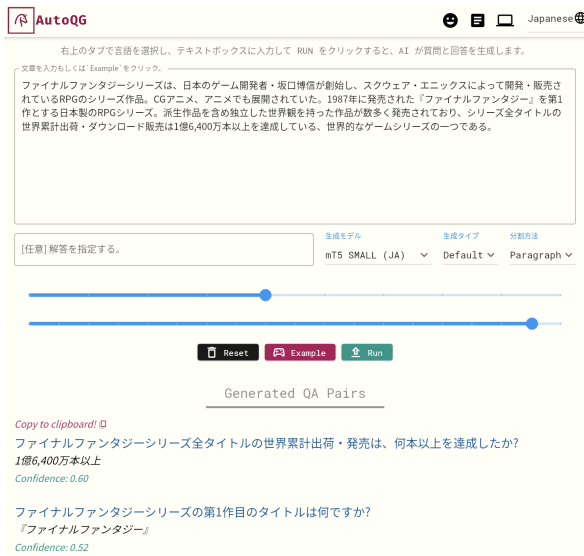 AutoQG
Japanese
右上のタブで言語を選択し、テキストボックスに入力して RUN をクリックすると、AI が質問と回答を生成します。
文章を入力もしくは`Example`をクリック。
ファイナルファンタジーシリーズは、日本のゲーム開発者・坂口博信が創始し、スクウェア・エニックスによって開発・販売さ
れているRPGのシリーズ作品。CGアニメ、アニメでも展開されていた。1987年に発売された『ファイナルファンタジー』を第1
作とする日本製のRPGシリーズ。派生作品を含め独立した世界観を持った作品が数多く発売されており、シリーズ全タイトルの
世界累計出荷・ダウンロード販売は1億6,400万本以上を達成している、世界的なゲームシリーズの一つである。
[任意] 解答を指定する。
生成モデル
mT5 SMALL (JA)
生成タイプ
Default
分割方法
Paragraph
Reset
Example
Run
Generated QA Pairs
Copy to clipboard!
ファイナルファンタジーシリーズ全タイトルの世界累計出荷・発売は、何本以上を達成したか?
1億6,400万本以上
Confidence: 0.60
ファイナルファンタジーシリーズの第1作目のタイトルは何ですか?
『ファイナルファンタジー』
Confidence: 0.52